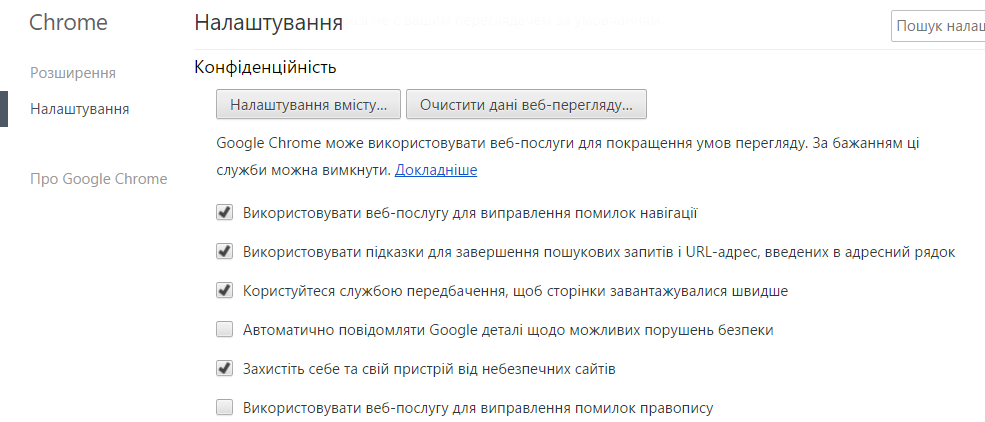 Chrome
Налаштування
Пошук налаш
Розширення
Налаштування
Про Google Chrome
Конфіденційність
Налаштування вмісту...
Очистити дані веб-перегляду...
Google Chrome може використовувати веб-послуги для покращення умов перегляду. За бажанням ці
служби можна вимкнути. Докладніше
Використовувати веб-послугу для виправлення помилок навігації
Використовувати підказки для завершення пошукових запитів і URL-адрес, введених в адресний рядок
Користуйтеся службою передбачення, щоб сторінки завантажувалися швидше
Автоматично повідомляти Google деталі щодо можливих порушень безпеки
Захистіть себе та свій пристрій від небезпечних сайтів
Використовувати веб-послугу для виправлення помилок правопису